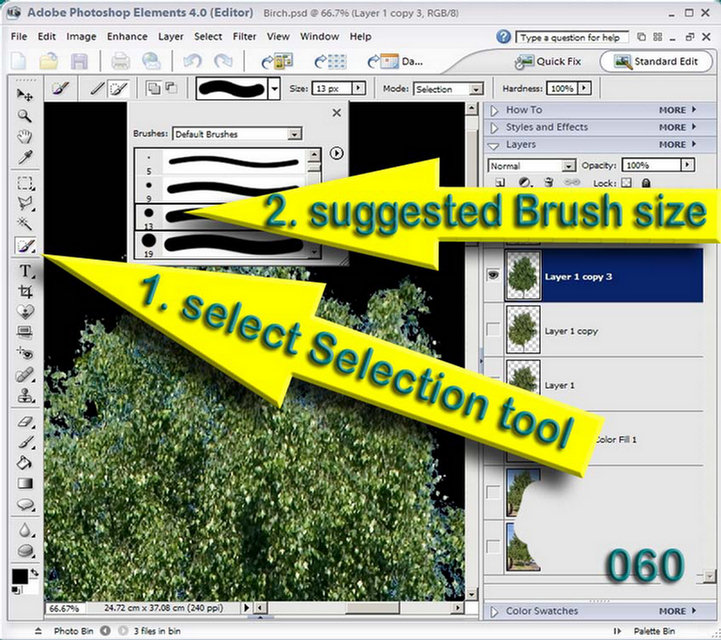 Adobe Photoshop Elements 4.0 (Editor) Birch.psd @ 66.7% (Layer 1 copy 3, RGB/8)
File Edit Image Enhance Layer Select Filter View Window Help Type a question for help
Da... Quick Fix Standard Edit
Size: 13 px Mode: Selection Hardness: 100%
How To MORE
Brushes: Default Brushes
Styles and Effects MORE
Layers
Normal Opacity: 100%
Lock:
5
9
13
19
2. suggested Brush size
1. select Selection tool
Layer 1 copy 3
Layer 1 copy
Layer 1
Color Fill 1
060
66.67% 24.72 cm x 37.08 cm (240 ppi)
Color Swatches MORE
Photo Bin 3 files in bin Palette Bin